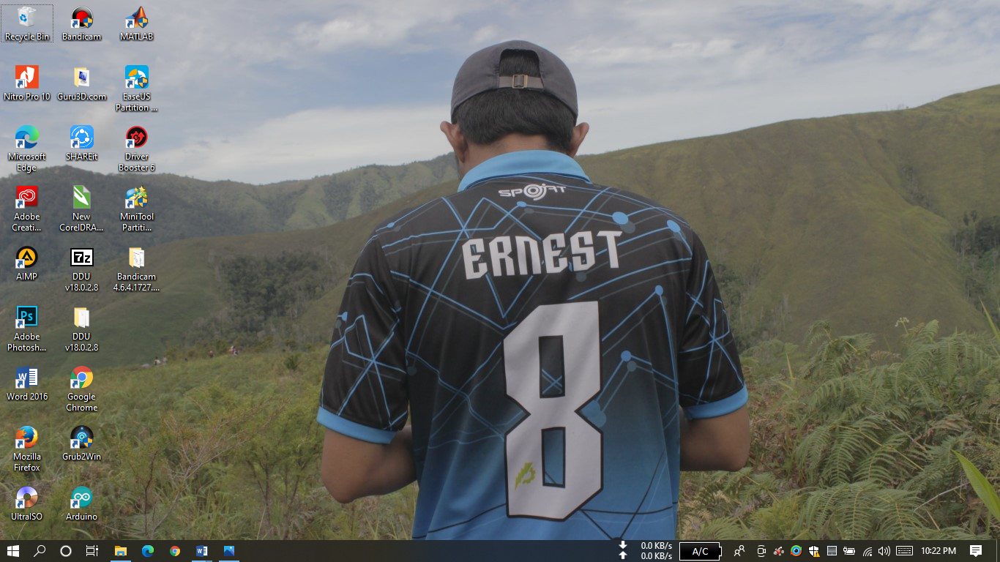 Recycle Bin
Bandicam
MATLAB
Nitro Pro 10
Guru3D.com
EaseUS
Partition ...
Microsoft
Edge
SHAREit
Driver
Booster 6
Adobe
Creati...
New
CorelDRA...
MiniTool
Partiti...
AIMP
7z
DDU
v18.0.2.8
Bandicam
4.6.4.1727....
Ps
Adobe
Photosh...
DDU
v18.0.2.8
W
Word 2016
Google
Chrome
Mozilla
Firefox
Grub2Win
UltraISO
Arduino
SPORT
ERNEST
8
0.0 KB/s
0.0 KB/s
A/C
10:22 PM